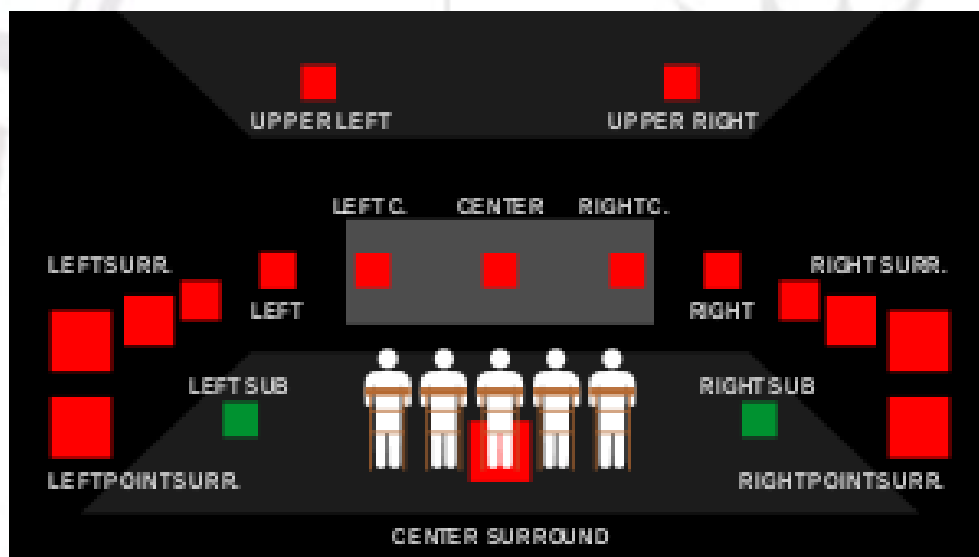 UPPER LEFT UPPER RIGHT
LEFT C. CENTER RIGHT C.
LEFT SURR. RIGHT SURR.
LEFT RIGHT
LEFT SUB RIGHT SUB
LEFT POINT SURR. RIGHT POINT SURR.
CENTER SURROUND